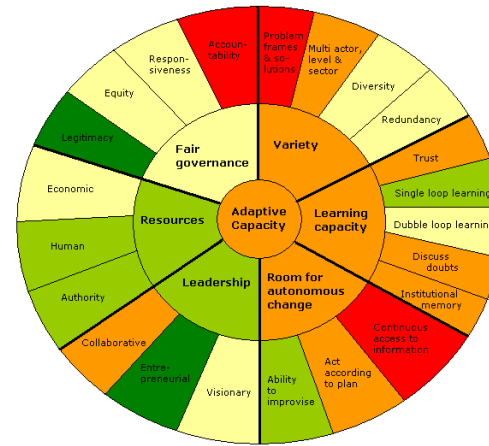 Accoun-
tability
Problem
frames &
so-
lutions
Multi actor,
level &
sector
Respon-
siveness
Diversity
Equity
Redundancy
Legitimacy
Fair
governance
Variety
Trust
Economic
Single loop learning
Resources
Adaptive
Capacity
Learning
capacity
Dubble loop learnin
Human
Discuss
doubts
Authority
Leadership
Room for
autonomous
change
Institutional
memory
Collaborative
Continuous
access to
information
Entre-
preneurial
Visionary
Ability
to
improvise
Act
according
to plan